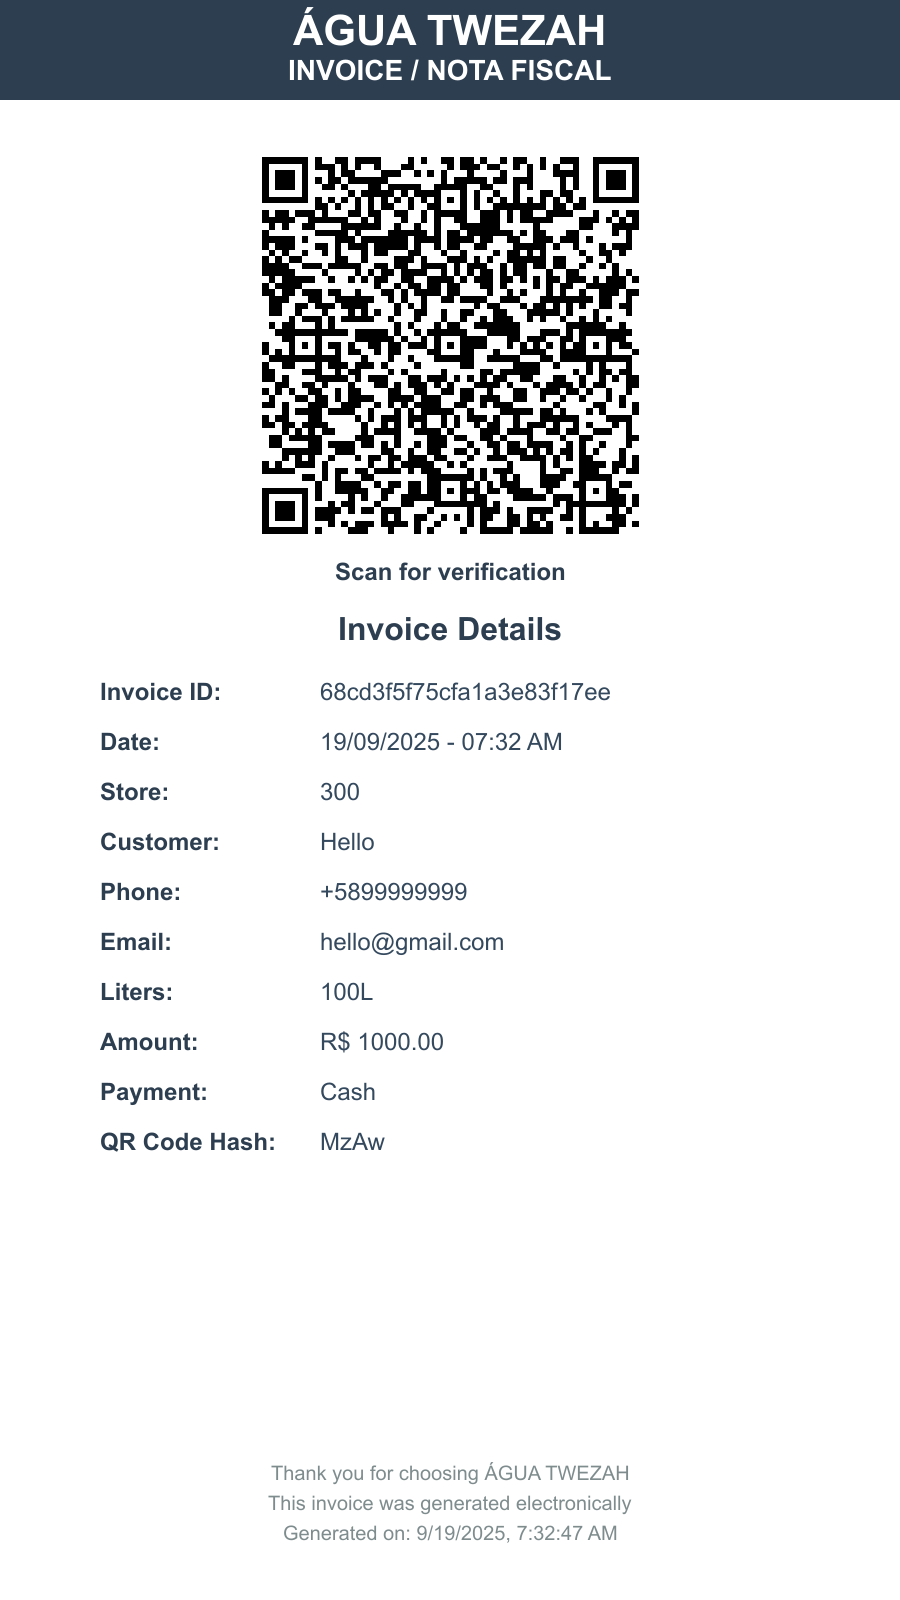 ÁGUA TWEZAH
INVOICE / NOTA FISCAL
Scan for verification
Invoice Details
Invoice ID: 68cd3f5f75cfa1a3e83f17ee
Date: 19/09/2025 - 07:32 AM
Store: 300
Customer: Hello
Phone: +5899999999
Email: hello@gmail.com
Liters: 100L
Amount: R$ 1000.00
Payment: Cash
QR Code Hash: MzAw
Thank you for choosing ÁGUA TWEZAH
This invoice was generated electronically
Generated on: 9/19/2025, 7:32:47 AM